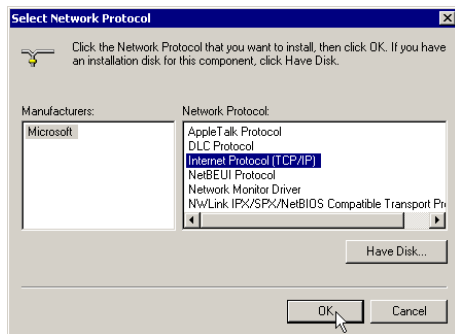 Select Network Protocol
Click the Network Protocol that you want to install, then click OK. If you have
an installation disk for this component, click Have Disk.
Manufacturers:
Microsoft
Network Protocol:
AppleTalk Protocol
DLC Protocol
Internet Protocol (TCP/IP)
NetBEUI Protocol
Network Monitor Driver
NWLink IPX/SPX/NetBIOS Compatible Transport
Have Disk...
OK
Cancel